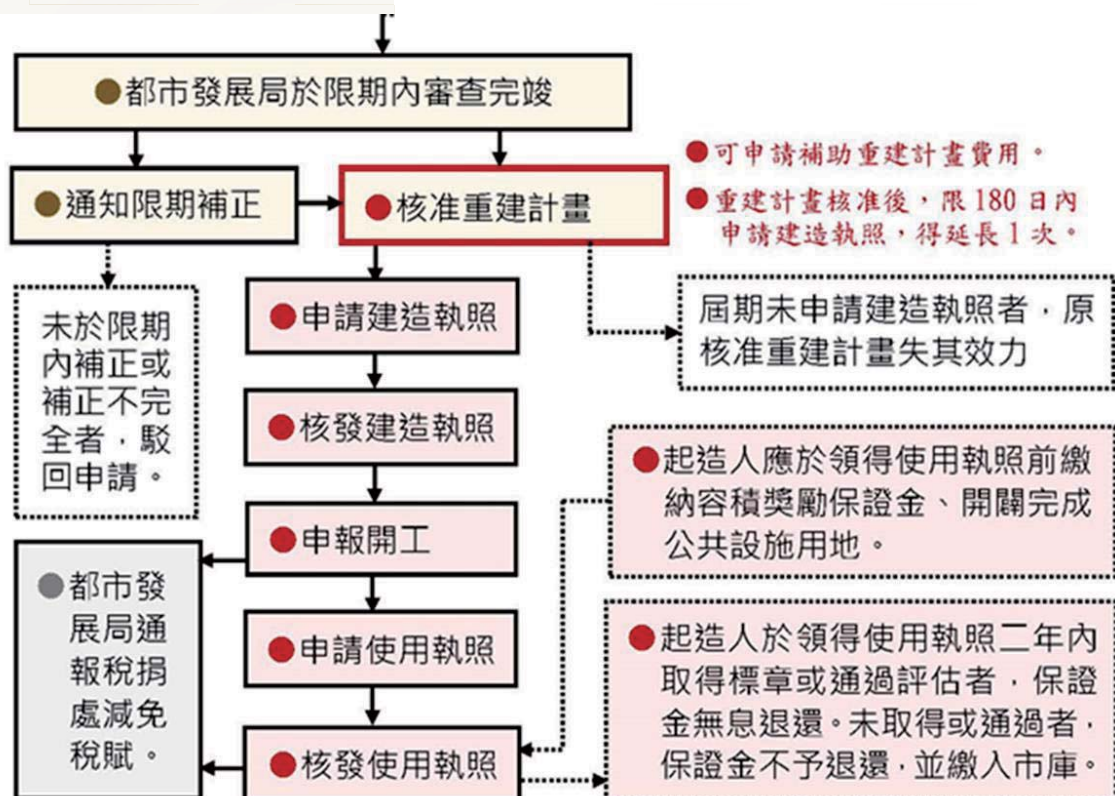 ●都市發展局於限期內審查完竣
●通知限期補正
●核准重建計畫
●可申請補助重建計畫費用。
●重建計畫核准後，限180日內
申請建造執照，得延長1次。
未於限期
內補正或
補正不完
全者，駁
回申請。
●申請建造執照
屆期未申請建造執照者，原
核准重建計畫失其效力
●核發建造執照
●起造人應於領得使用執照前繳
納容積獎勵保證金、開闢完成
公共設施用地。
●申報開工
●都市發
展局通
報稅捐
處減免
稅賦。
●申請使用執照
●起造人於領得使用執照二年內
取得標章或通過評估者，保證
金無息退還。未取得或通過者，
保證金不予退還，並繳入市庫。
●核發使用執照